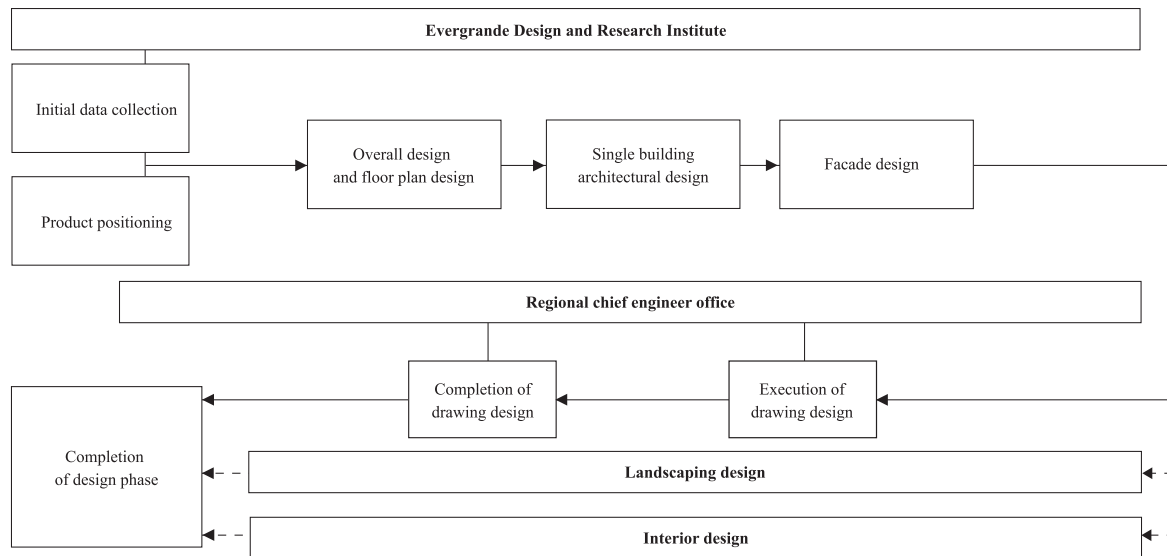 Evergrande Design and Research Institute
Initial data collection
Product positioning
Overall design
and floor plan design
Single building
architectural design
Facade design
Regional chief engineer office
Completion of
drawing design
Execution of
drawing design
Completion
of design phase
Landscaping design
Interior design